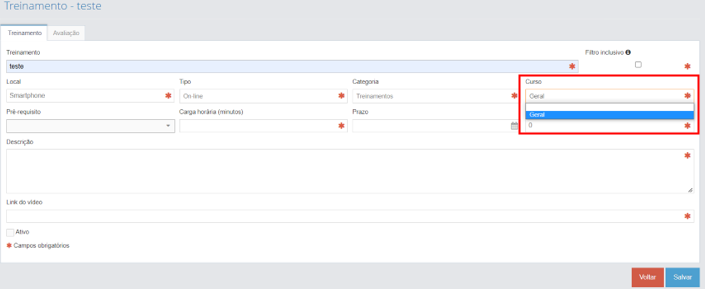 Treinamento - teste
Treinamento Avaliação
Treinamento Filtro inclusivo
teste *
Local Tipo Categoria Curso
Smartphone * On-line * Treinamentos * Geral *
Pré-requisito Carga horária (minutos) Prazo
Geral
* 0 *
Descrição
*
Link do vídeo
*
Ativo
* Campos obrigatórios
Voltar Salvar